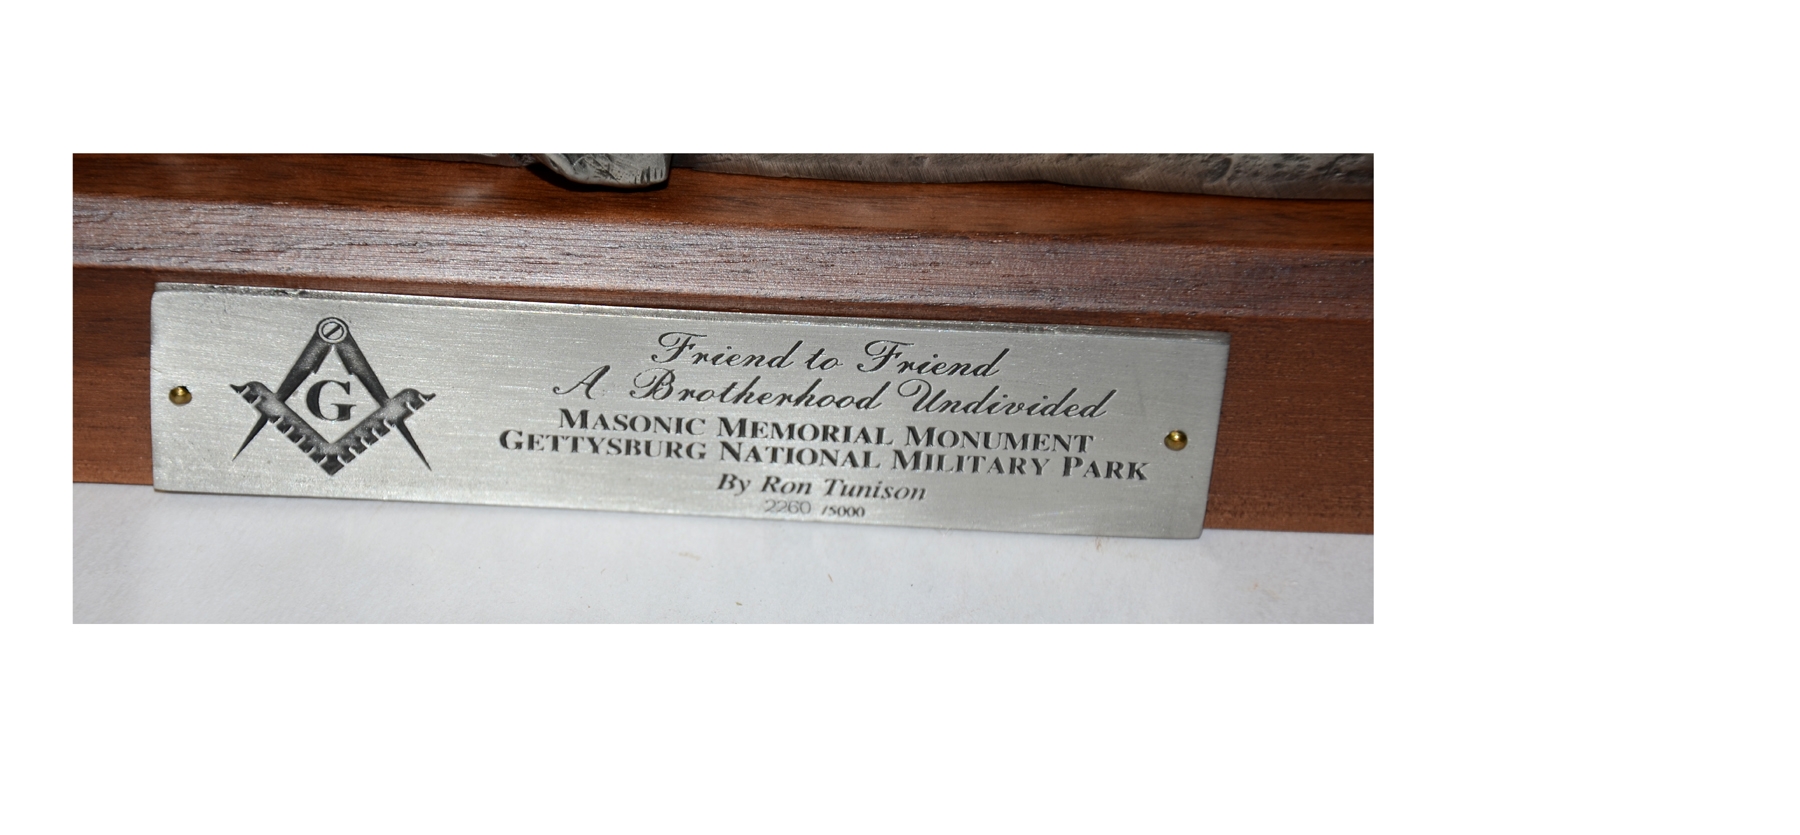 G
Friend to Friend
A Brotherhood Undivided
MASONIC MEMORIAL MONUMENT
GETTYSBURG NATIONAL MILITARY PARK
By Ron Tunison
2260 /5000